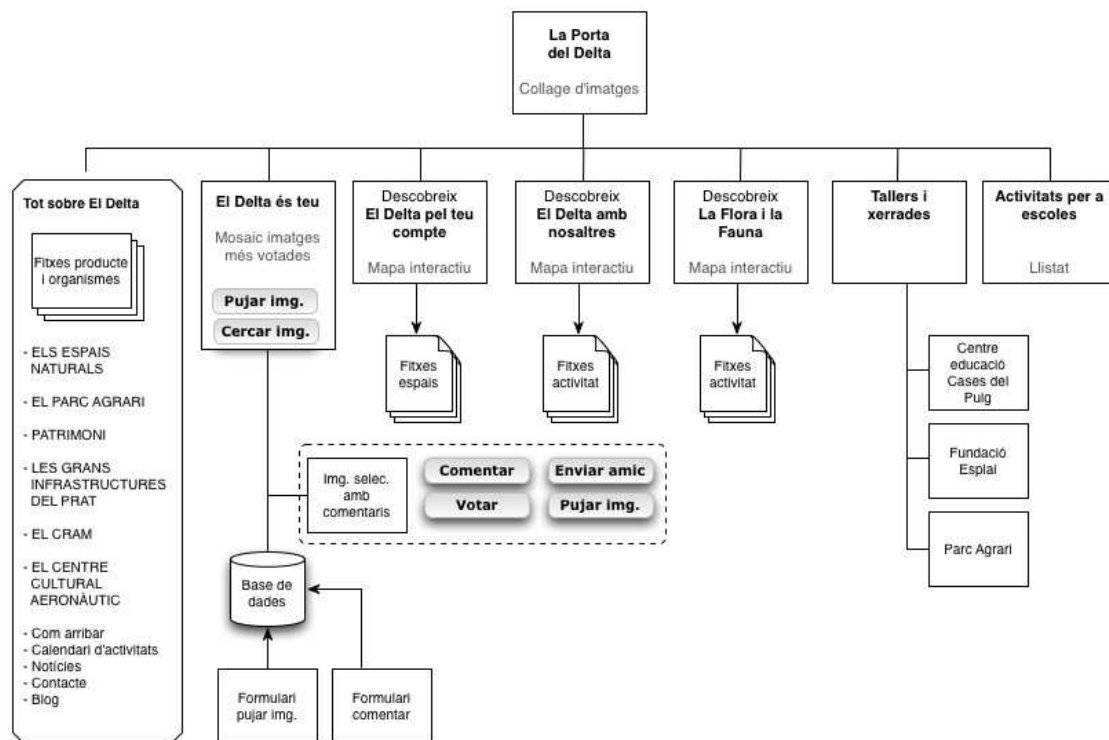 La Porta
del Delta
Collage d'imatges
Tot sobre El Delta
Fitxes producte
i organismes
- ELS ESPAIS
NATURALS
- EL PARC AGRARI
- PATRIMONI
- LES GRANS
INFRASTRUCTURES
DEL PRAT
- EL CRAM
- EL CENTRE
CULTURAL
AERONÀUTIC
- Com arribar
- Calendari d'activitats
- Notícies
- Contacte
- Blog
El Delta és teu
Mosaic imatges
més votades
Pujar img.
Cercar img.
Descobreix
El Delta pel teu
compte
Mapa interactiu
Fitxes
espais
Descobreix
El Delta amb
nosaltres
Mapa interactiu
Fitxes
activitat
Descobreix
La Flora i la
Fauna
Mapa interactiu
Fitxes
activitat
Tallers i
xerrades
Centre
educació
Cases del
Puig
Fundació
Esplai
Parc Agrari
Activitats per a
escoles
Llistat
Img. selec.
amb
comentaris
Comentar
Enviar amic
Votar
Pujar img.
Base de
dades
Formulari
pujar img.
Formulari
comentar